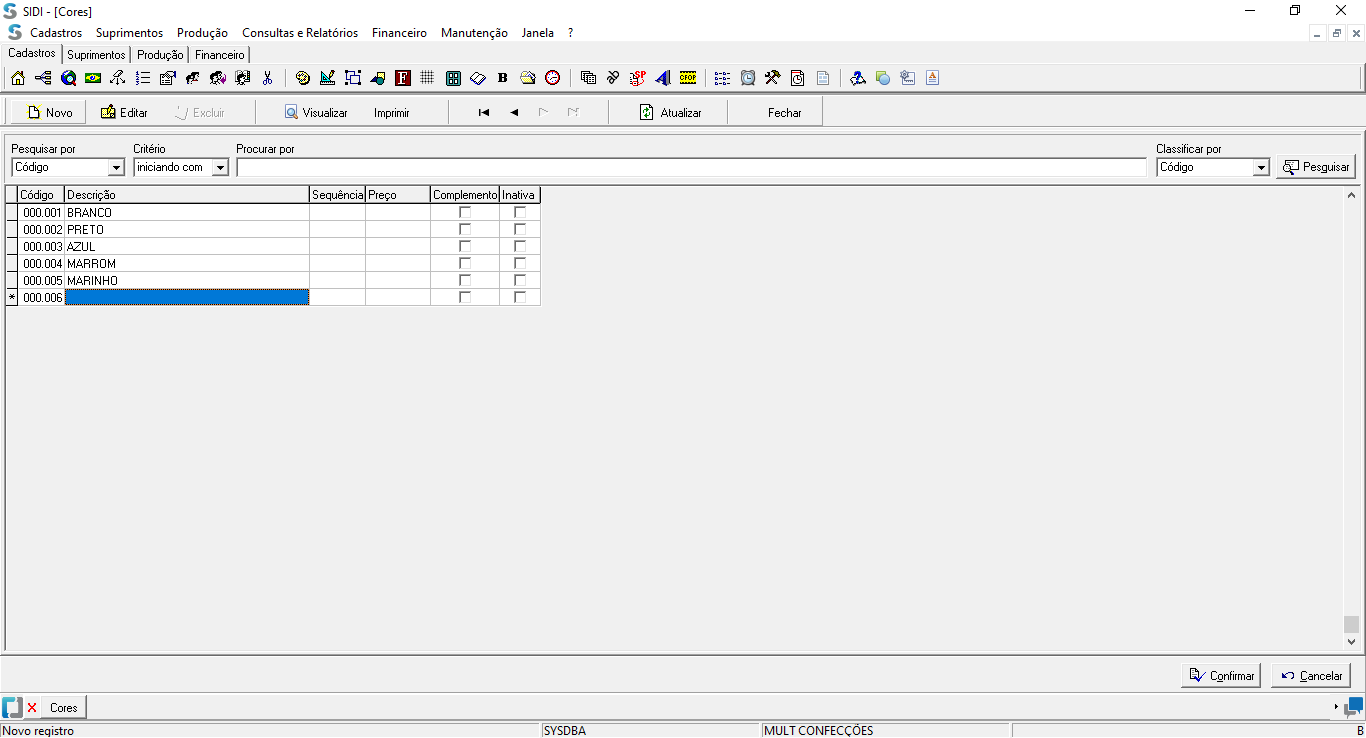 SIDI - [Cores]
Cadastros Suprimentos Produção Consultas e Relatórios Financeiro Manutenção Janela ?
Cadastros Suprimentos Produção Financeiro
F B SP CFOP
Novo Editar Excluir Visualizar Imprimir Atualizar Fechar
Pesquisar por Critério Procurar por Classificar por
Código iniciando com Código Pesquisar
Código Descrição Sequência Preço Complemento Inativa
000.001 BRANCO
000.002 PRETO
000.003 AZUL
000.004 MARROM
000.005 MARINHO
* 000.006
Confirmar Cancelar
Cores
Novo registro SYSDBA MULT CONFECÇÕES B